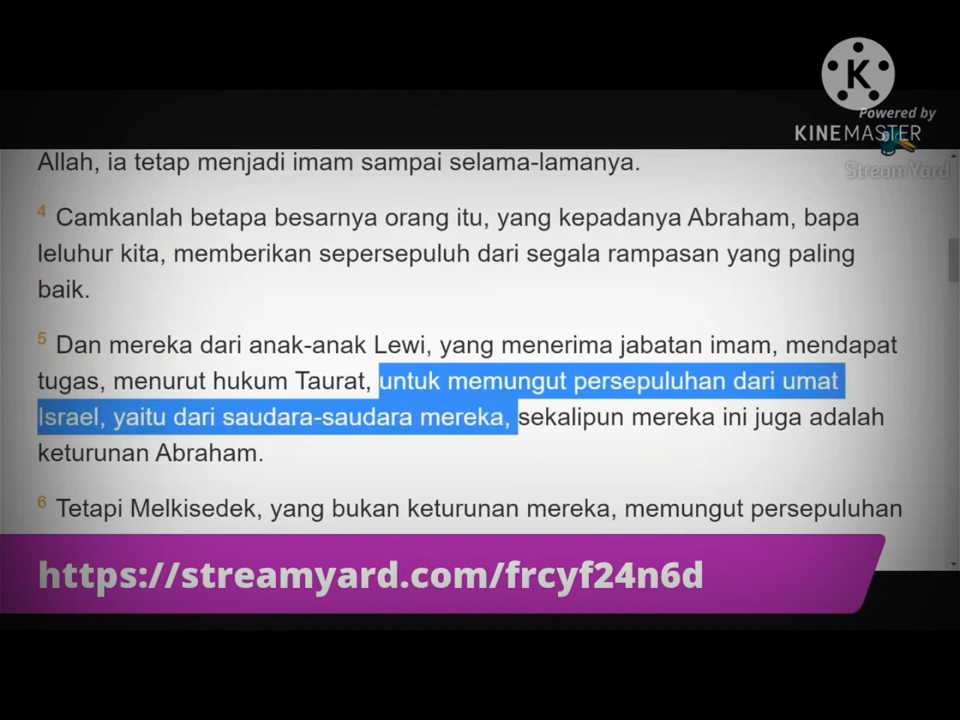 K
Powered by
KINEMASTER
StreamYard
Allah, ia tetap menjadi imam sampai selama-lamanya.
4 Camkanlah betapa besarnya orang itu, yang kepadanya Abraham, bapa
leluhur kita, memberikan sepersepuluh dari segala rampasan yang paling
baik.
5 Dan mereka dari anak-anak Lewi, yang menerima jabatan imam, mendapat
tugas, menurut hukum Taurat, untuk memungut persepuluhan dari umat
Israel, yaitu dari saudara-saudara mereka, sekalipun mereka ini juga adalah
keturunan Abraham.
6 Tetapi Melkisedek, yang bukan keturunan mereka, memungut persepuluhan
https://streamyard.com/frcyf24n6d